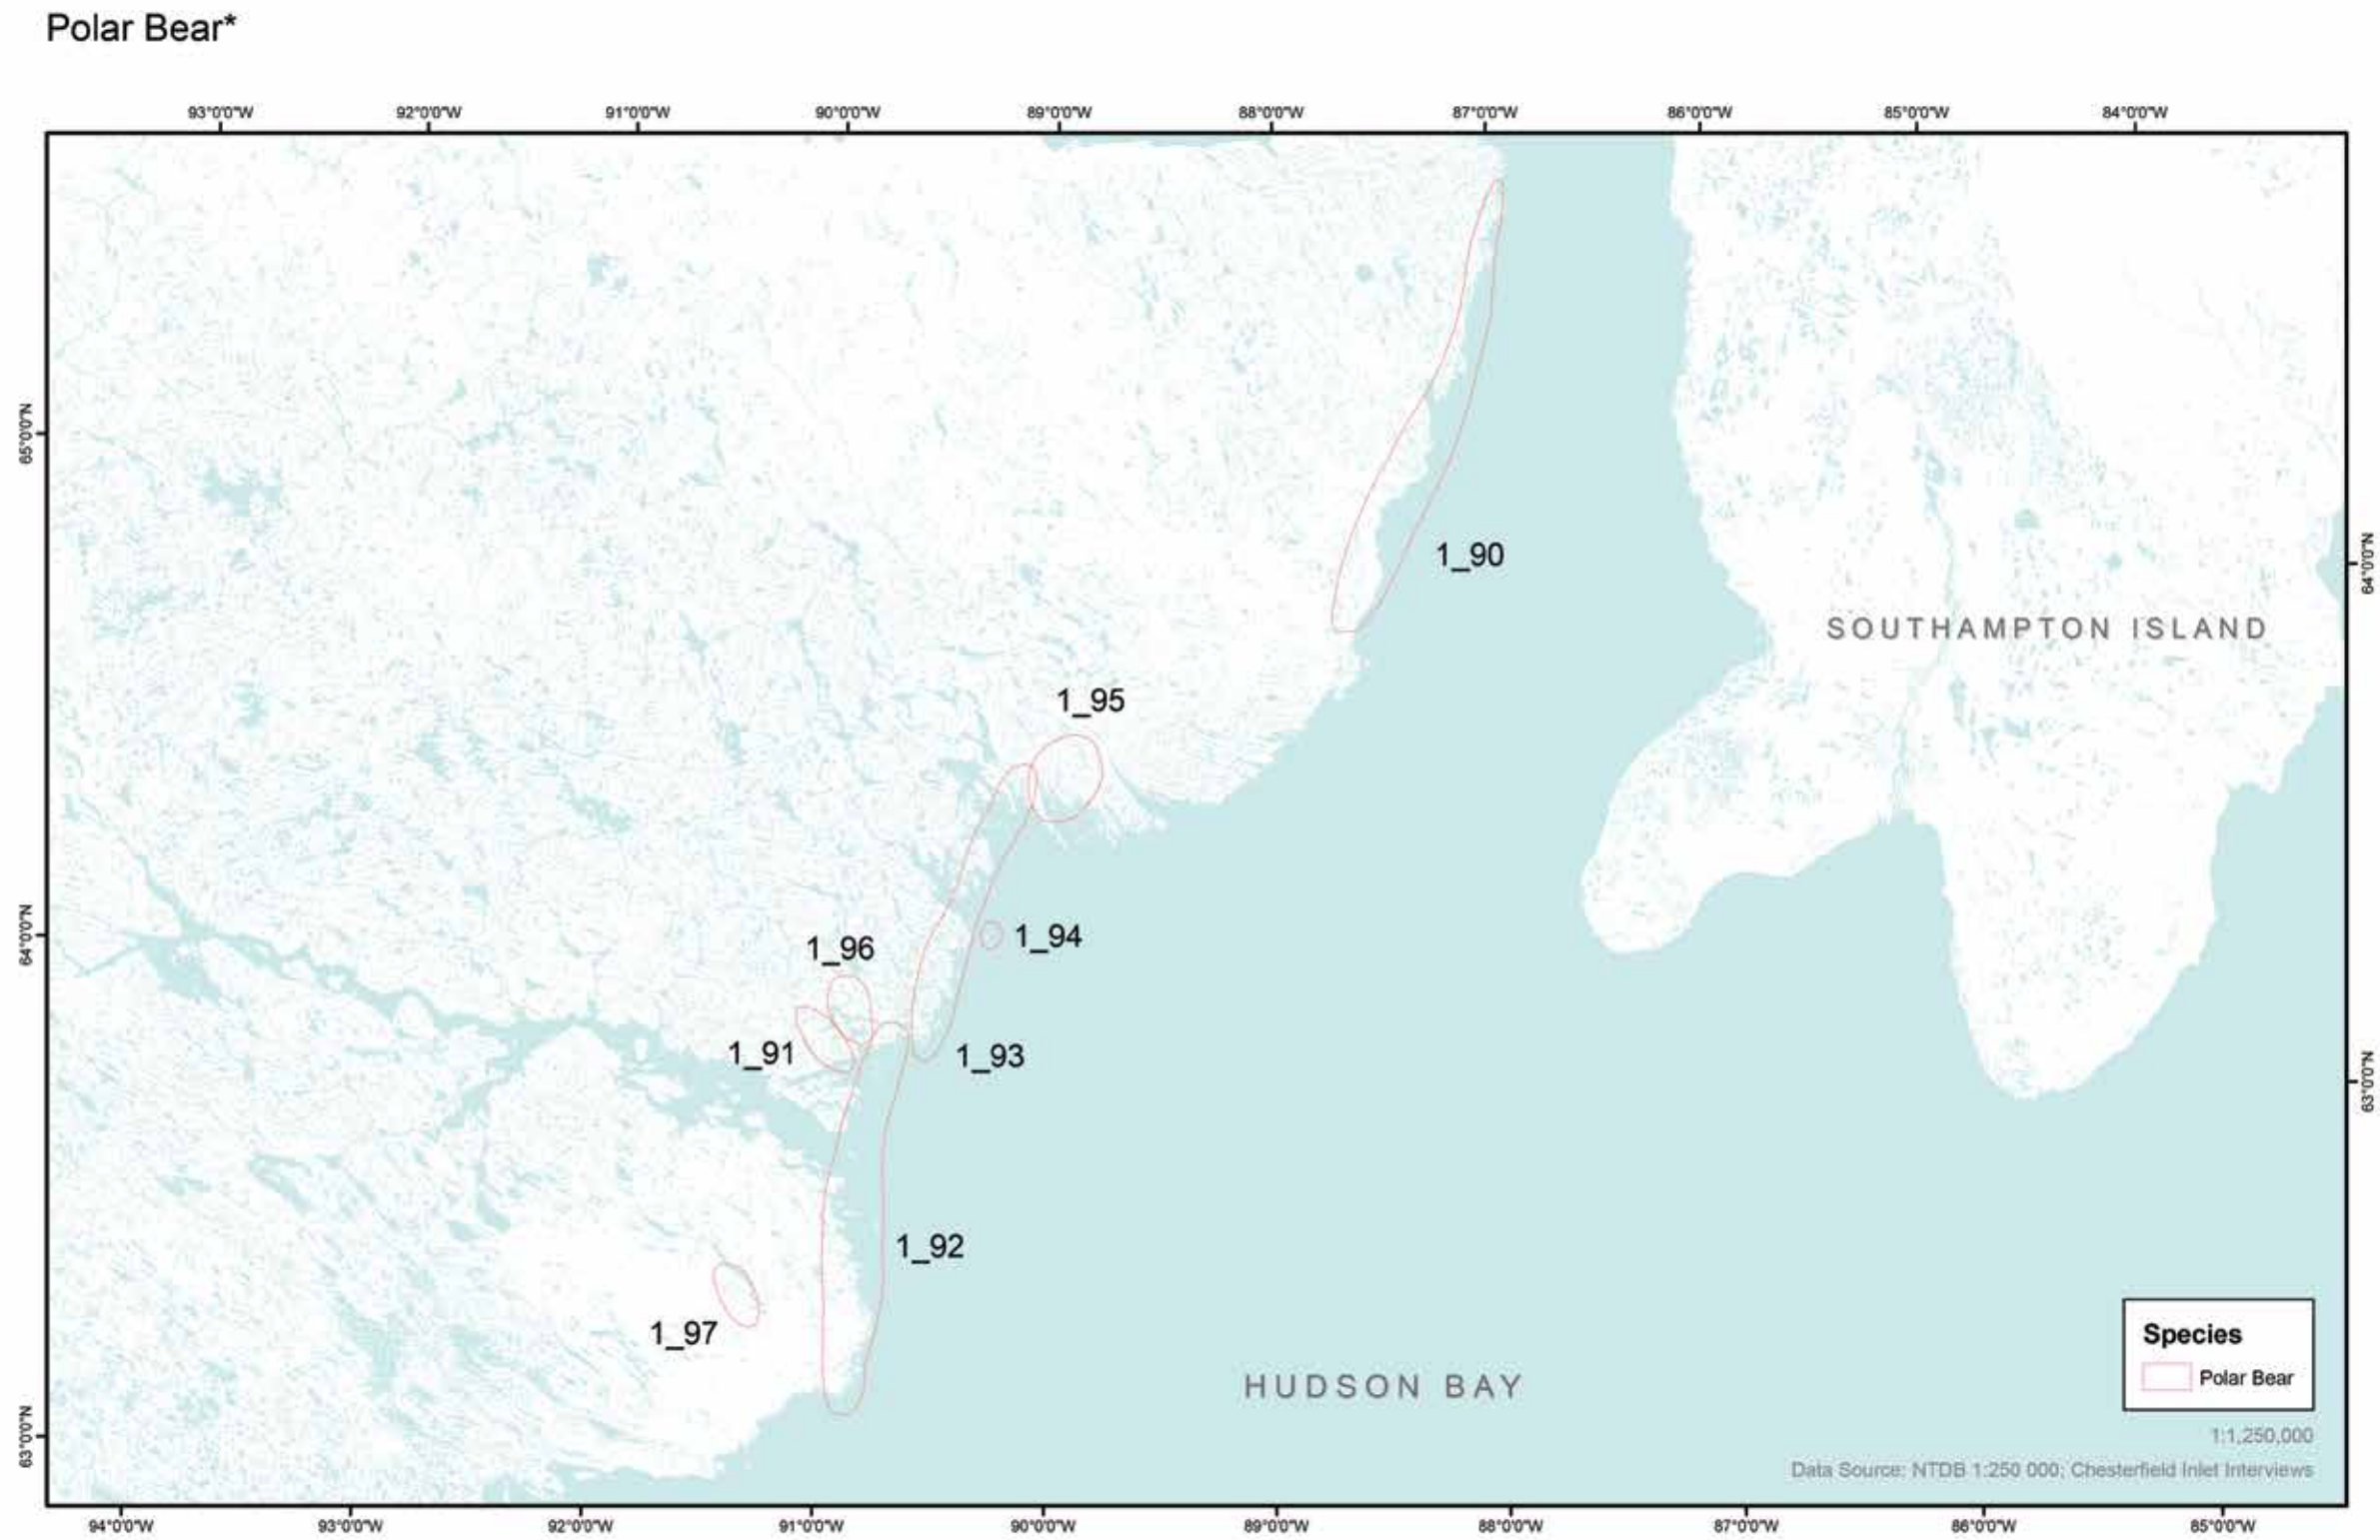 Polar Bear*
93°0'0"W 92°0'0"W 91°0'0"W 90°0'0"W 89°0'0"W 88°0'0"W 87°0'0"W 86°0'0"W 85°0'0"W 84°0'0"W
65°0'0"N
1_90
64°0'0"N
SOUTHAMPTON ISLAND
1_95
64°0'0"N
1_94
1_96
1_91
1_93
63°0'0"N
1_92
1_97
HUDSON BAY
Species
Polar Bear
63°0'0"N
1:1,250,000
Data Source: NTDB 1:250 000; Chesterfield Inlet Interviews
94°0'0"W 93°0'0"W 92°0'0"W 91°0'0"W 90°0'0"W 89°0'0"W 88°0'0"W 87°0'0"W 86°0'0"W 85°0'0"W